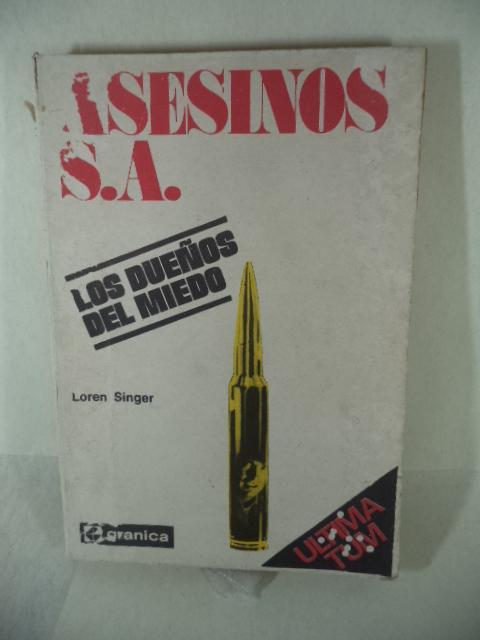 ASESINOS
S.A.
LOS DUEÑOS
DEL MIEDO
Loren Singer
granica
ULTIMA
TUM